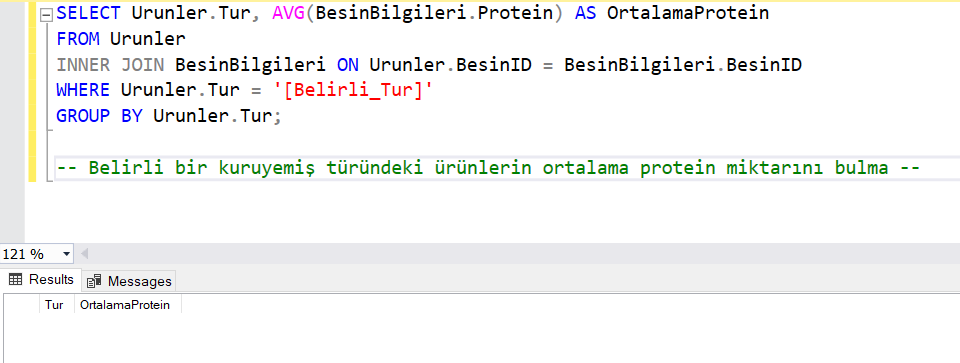 SELECT Urunler.Tur, AVG(BesinBilgileri.Protein) AS OrtalamaProtein
FROM Urunler
INNER JOIN BesinBilgileri ON Urunler.BesinID = BesinBilgileri.BesinID
WHERE Urunler.Tur = '[Belirli_Tur]'
GROUP BY Urunler.Tur;
-- Belirli bir kuruyemiş türündeki ürünlerin ortalama protein miktarını bulma --
121 %
Results Messages
Tur OrtalamaProtein